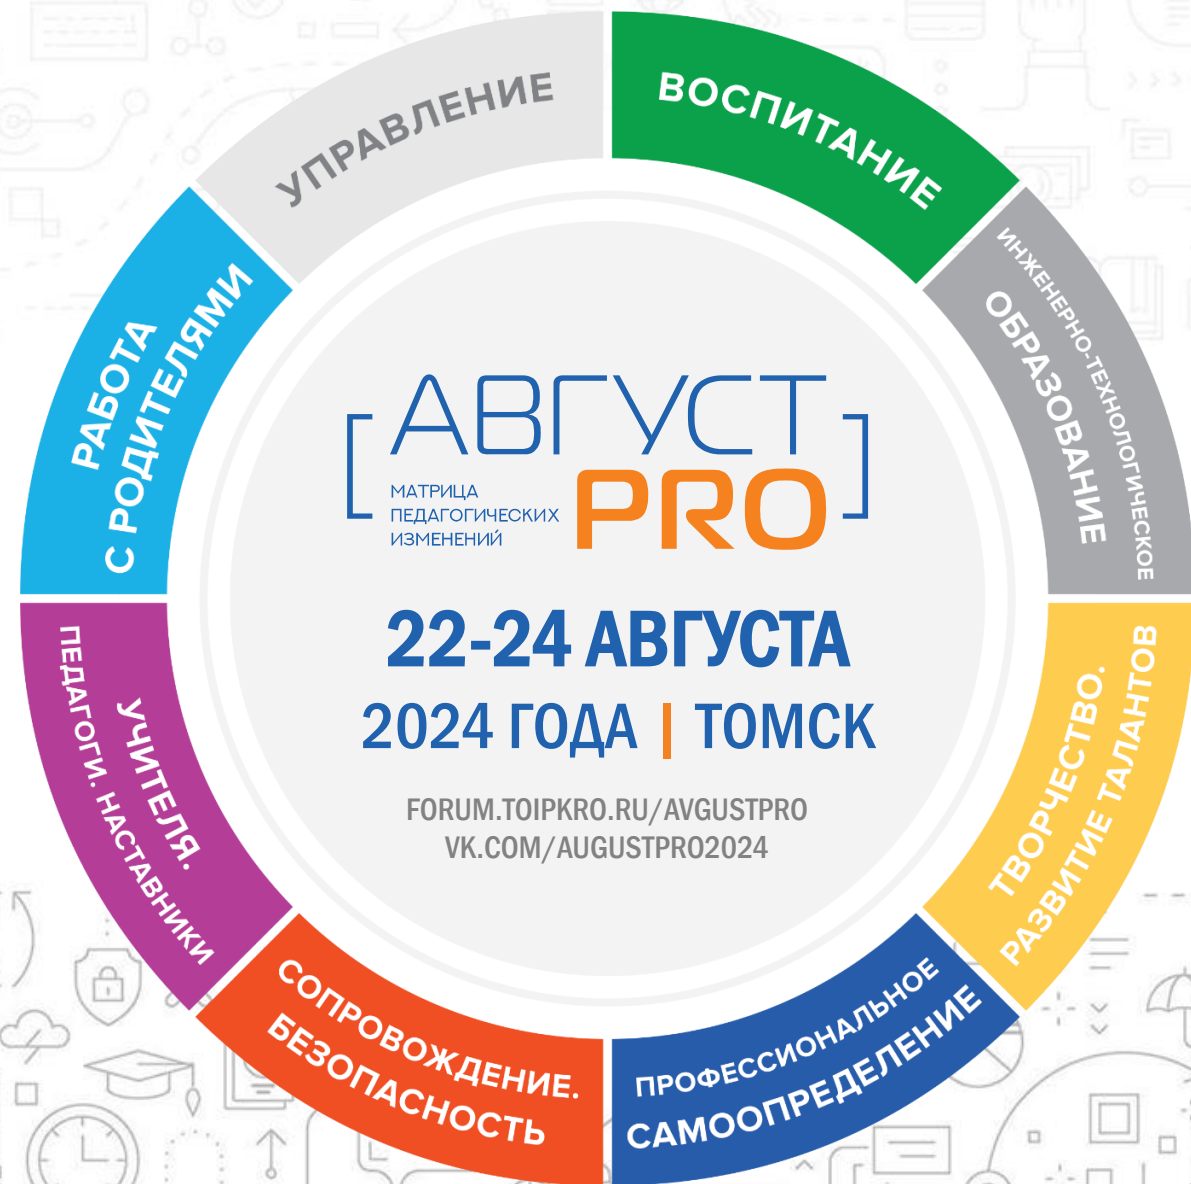 УПРАВЛЕНИЕ
ВОСПИТАНИЕ
ИНЖЕНЕРНО-ТЕХНОЛОГИЧЕСКОЕ
ОБРАЗОВАНИЕ
ТВОРЧЕСТВО.
РАЗВИТИЕ ТАЛАНТОВ
ПРОФЕССИОНАЛЬНОЕ
САМООПРЕДЕЛЕНИЕ
СОПРОВОЖДЕНИЕ.
БЕЗОПАСНОСТЬ
УЧИТЕЛЯ.
ПЕДАГОГИ. НАСТАВНИКИ
РАБОТА
С РОДИТЕЛЯМИ
[АВГУСТ
PRO]
МАТРИЦА
ПЕДАГОГИЧЕСКИХ
ИЗМЕНЕНИЙ
22-24 АВГУСТА
2024 ГОДА | ТОМСК
FORUM.TOIPKRO.RU/AVGUSTPRO
VK.COM/AUGUSTPRO2024